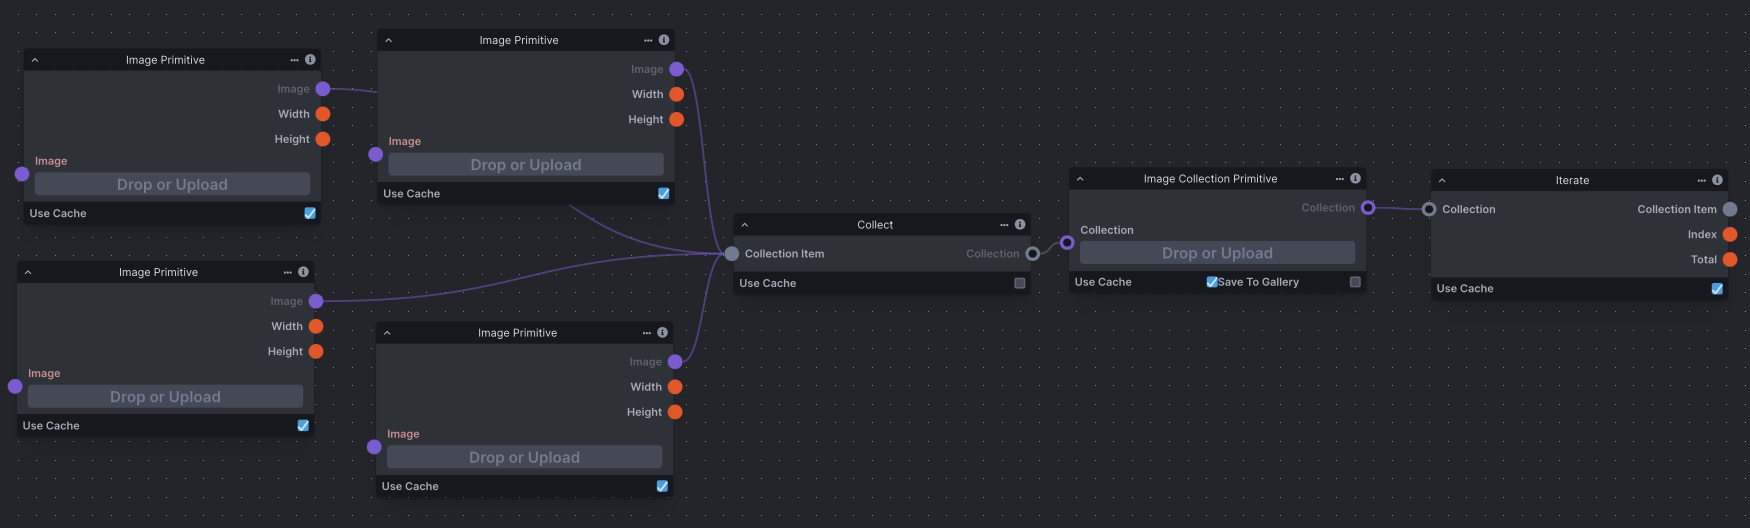 Image Primitive
Image
Width
Height
Image
Drop or Upload
Use Cache
Image Primitive
Image
Width
Height
Image
Drop or Upload
Use Cache
Image Primitive
Image
Width
Height
Image
Drop or Upload
Use Cache
Image Primitive
Image
Width
Height
Image
Drop or Upload
Use Cache
Collect
Collection Item Collection
Use Cache
Image Collection Primitive
Collection
Collection
Drop or Upload
Use Cache Save To Gallery
Iterate
Collection Collection Item
Index
Total
Use Cache